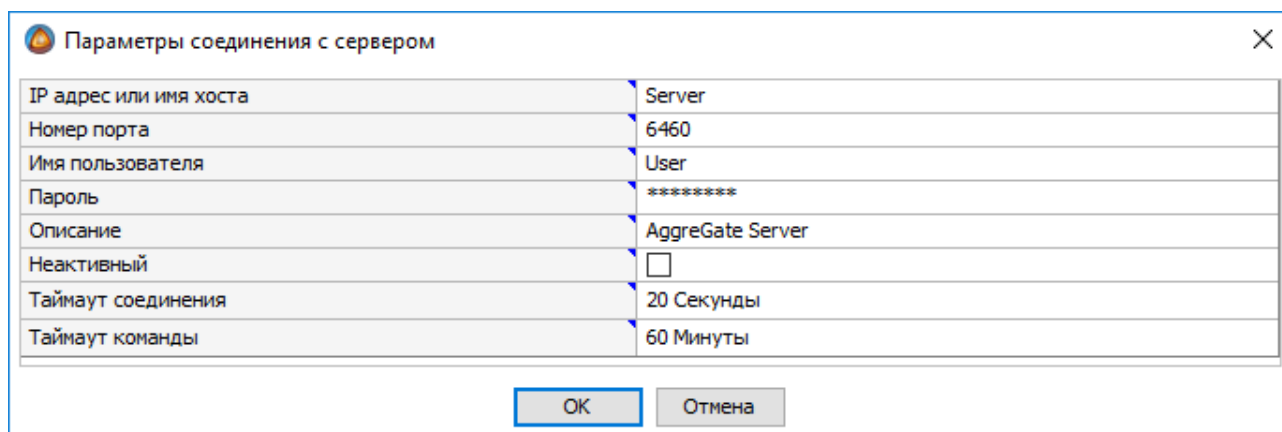 Параметры соединения с сервером
IP адрес или имя хоста Server
Номер порта 6460
Имя пользователя User
Пароль ********
Описание AggreGate Server
Неактивный
Таймаут соединения 20 Секунды
Таймаут команды 60 Минуты
OK Отмена